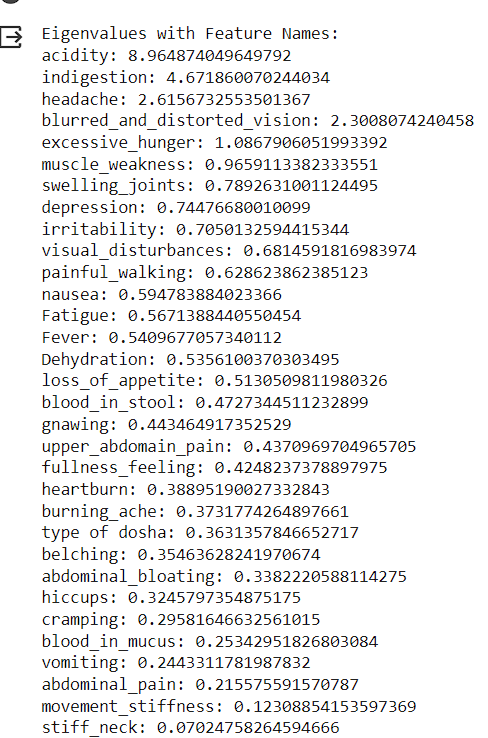 Eigenvalues with Feature Names:
acidity: 8.964874049649792
indigestion: 4.671860070244034
headache: 2.6156732553501367
blurred_and_distorted_vision: 2.3008074240458
excessive_hunger: 1.0867906051993392
muscle_weakness: 0.9659113382333551
swelling_joints: 0.7892631001124495
depression: 0.74476680010099
irritability: 0.7050132594415344
visual_disturbances: 0.6814591816983974
painful_walking: 0.628623862385123
nausea: 0.594783884023366
Fatigue: 0.5671388440550454
Fever: 0.5409677057340112
Dehydration: 0.5356100370303495
loss_of_appetite: 0.5130509811980326
blood_in_stool: 0.4727344511232899
gnawing: 0.443464917352529
upper_abdomain_pain: 0.4370969704965705
fullness_feeling: 0.4248237378897975
heartburn: 0.38895190027332843
burning_ache: 0.3731774264897661
type of dosha: 0.3631357846652717
belching: 0.35463628241970674
abdominal_bloating: 0.3382220588114275
hiccups: 0.3245797354875175
cramping: 0.29581646632561015
blood_in_mucus: 0.25342951826803084
vomiting: 0.2443311781987832
abdominal_pain: 0.215575591570787
movement_stiffness: 0.12308854153597369
stiff_neck: 0.07024758264594666